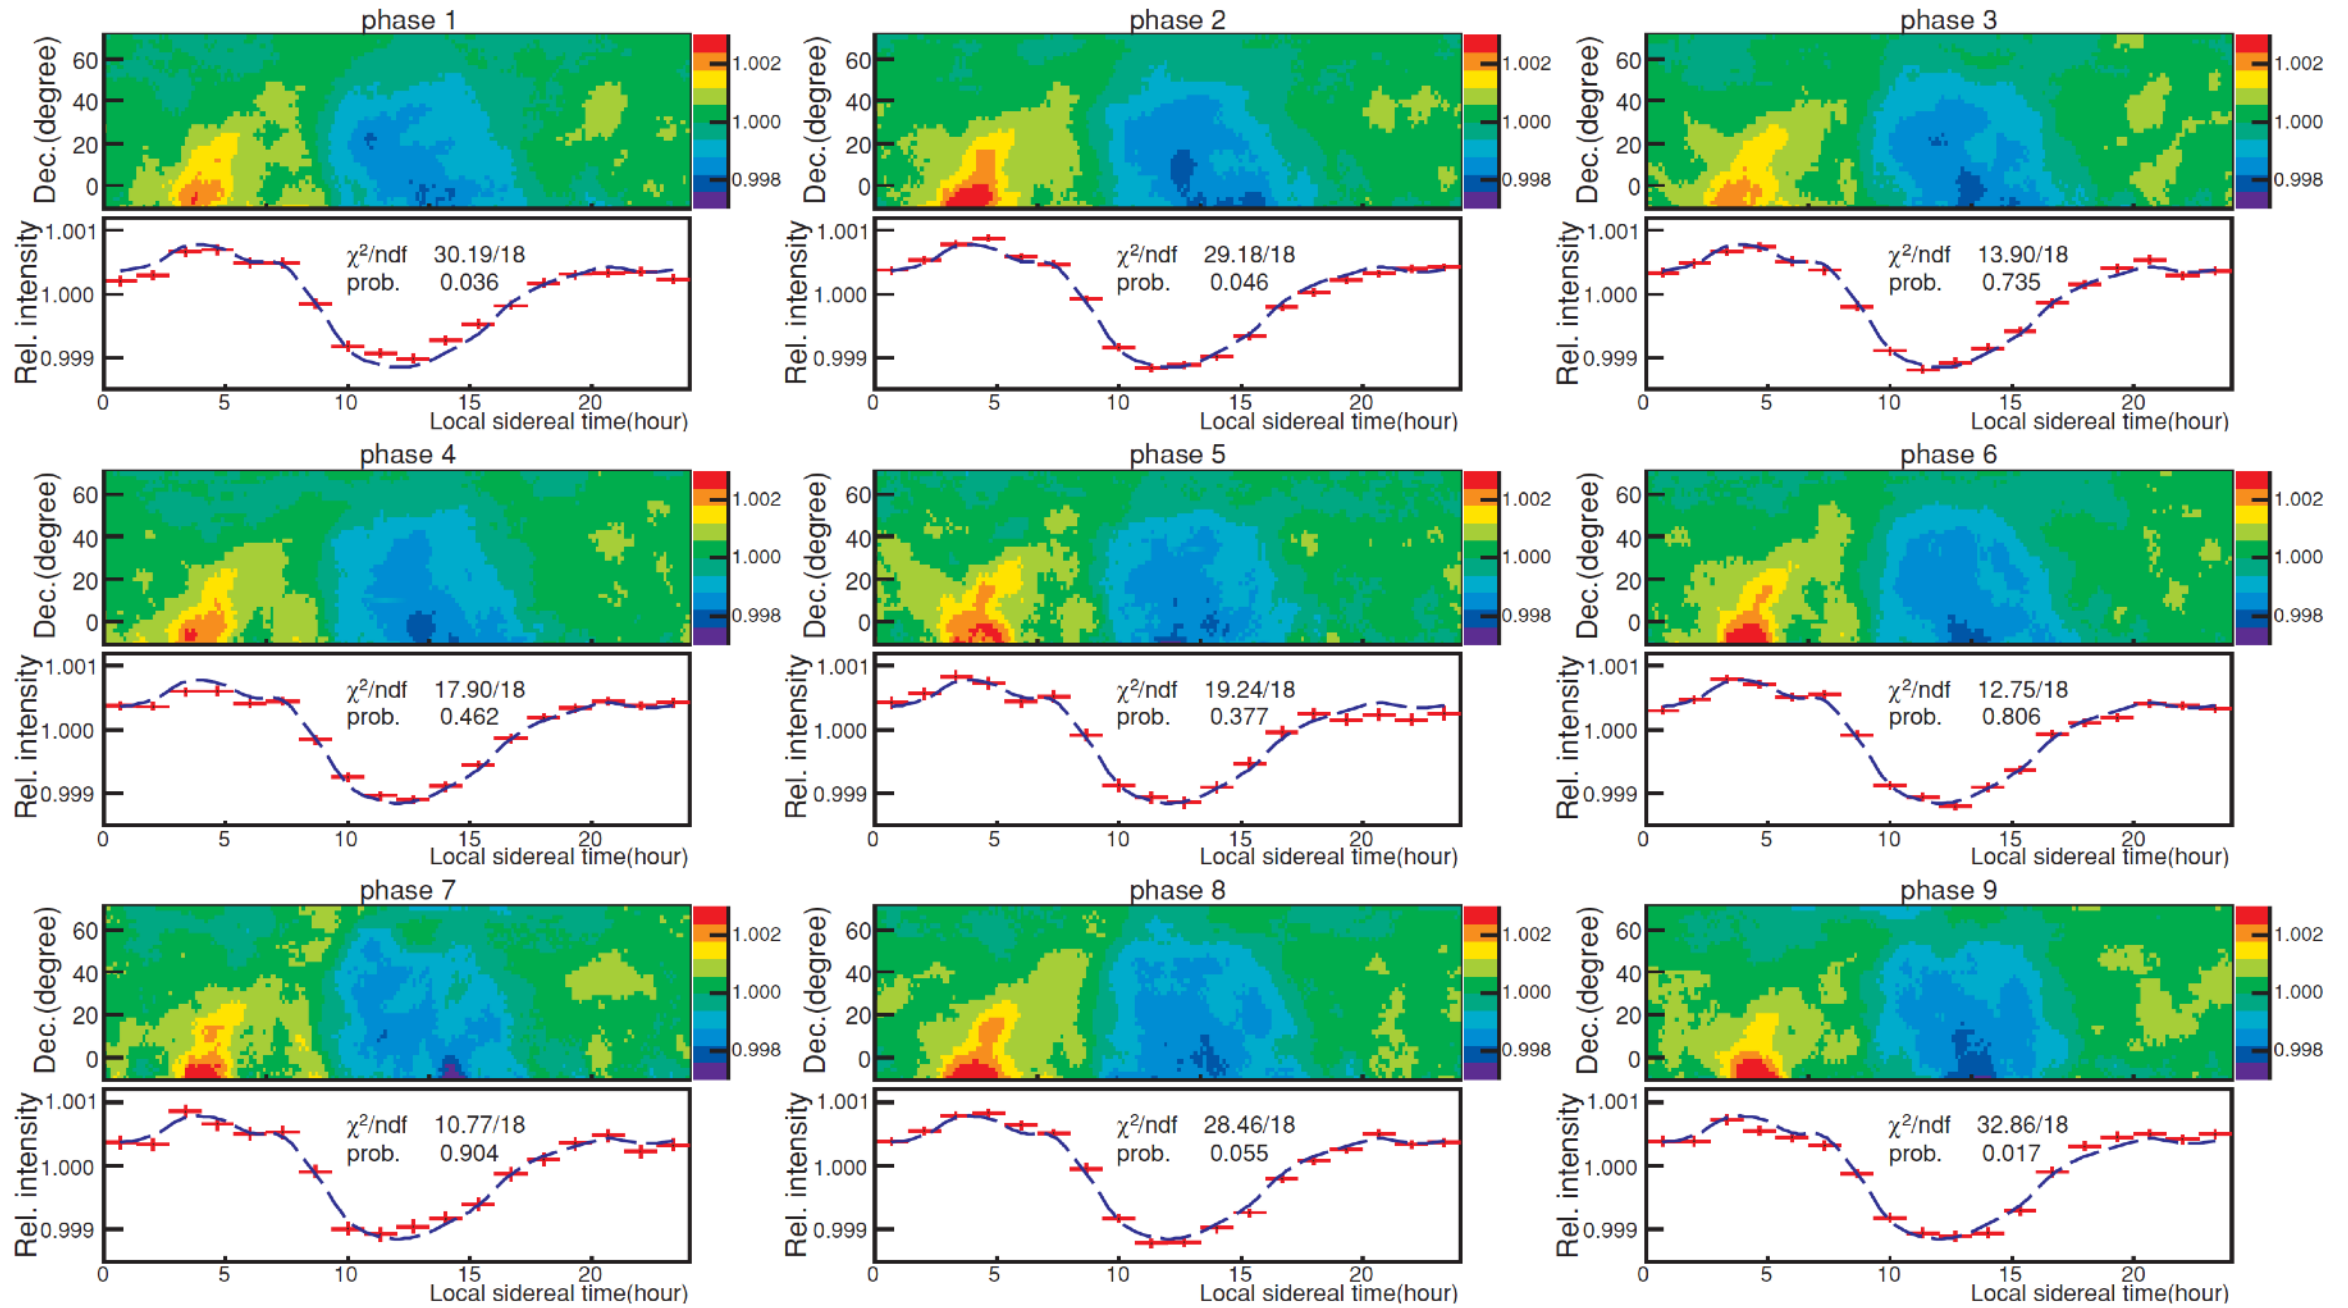 phase 1
phase 2
phase 3
Dec.(degree)
60
40
20
0
1.002
1.000
0.998
Dec.(degree)
60
40
20
0
1.002
1.000
0.998
Dec.(degree)
60
40
20
0
1.002
1.000
0.998
Rel. intensity
1.001
1.000
0.999
χ²/ndf 30.19/18
prob. 0.036
0 5 10 15 20
Local sidereal time(hour)
Rel. intensity
1.001
1.000
0.999
χ²/ndf 29.18/18
prob. 0.046
0 5 10 15 20
Local sidereal time(hour)
Rel. intensity
1.001
1.000
0.999
χ²/ndf 13.90/18
prob. 0.735
0 5 10 15 20
Local sidereal time(hour)
phase 4
phase 5
phase 6
Dec.(degree)
60
40
20
0
1.002
1.000
0.998
Dec.(degree)
60
40
20
0
1.002
1.000
0.998
Dec.(degree)
60
40
20
0
1.002
1.000
0.998
Rel. intensity
1.001
1.000
0.999
χ²/ndf 17.90/18
prob. 0.462
0 5 10 15 20
Local sidereal time(hour)
Rel. intensity
1.001
1.000
0.999
χ²/ndf 19.24/18
prob. 0.377
0 5 10 15 20
Local sidereal time(hour)
Rel. intensity
1.001
1.000
0.999
χ²/ndf 12.75/18
prob. 0.806
0 5 10 15 20
Local sidereal time(hour)
phase 7
phase 8
phase 9
Dec.(degree)
60
40
20
0
1.002
1.000
0.998
Dec.(degree)
60
40
20
0
1.002
1.000
0.998
Dec.(degree)
60
40
20
0
1.002
1.000
0.998
Rel. intensity
1.001
1.000
0.999
χ²/ndf 10.77/18
prob. 0.904
0 5 10 15 20
Local sidereal time(hour)
Rel. intensity
1.001
1.000
0.999
χ²/ndf 28.46/18
prob. 0.055
0 5 10 15 20
Local sidereal time(hour)
Rel. intensity
1.001
1.000
0.999
χ²/ndf 32.86/18
prob. 0.017
0 5 10 15 20
Local sidereal time(hour)